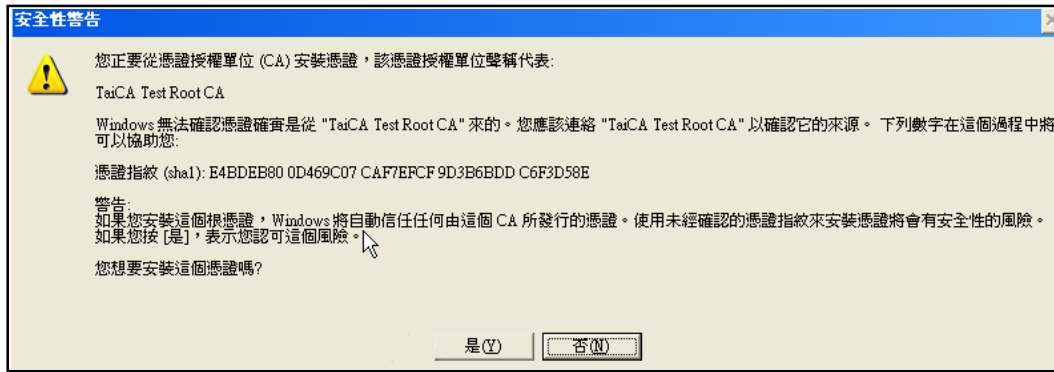 安全性警告
您正要從憑證授權單位 (CA) 安裝憑證，該憑證授權單位聲稱代表:
TaiCA Test Root CA
Windows 無法確認憑證確實是從 "TaiCA Test Root CA" 來的。您應該連絡 "TaiCA Test Root CA" 以確認它的來源。 下列數字在這個過程中將
可以協助您:
憑證指紋 (sha1): E4BDEB80 0D469C07 CAF7EFCF 9D3B6BDD C6F3D58E
警告:
如果您安裝這個根憑證，Windows 將自動信任任何由這個 CA 所發行的憑證。使用未經確認的憑證指紋來安裝憑證將會有安全性的風險。
如果您按 [是]，表示您認可這個風險。
您想要安裝這個憑證嗎?
是(Y) 否(N)